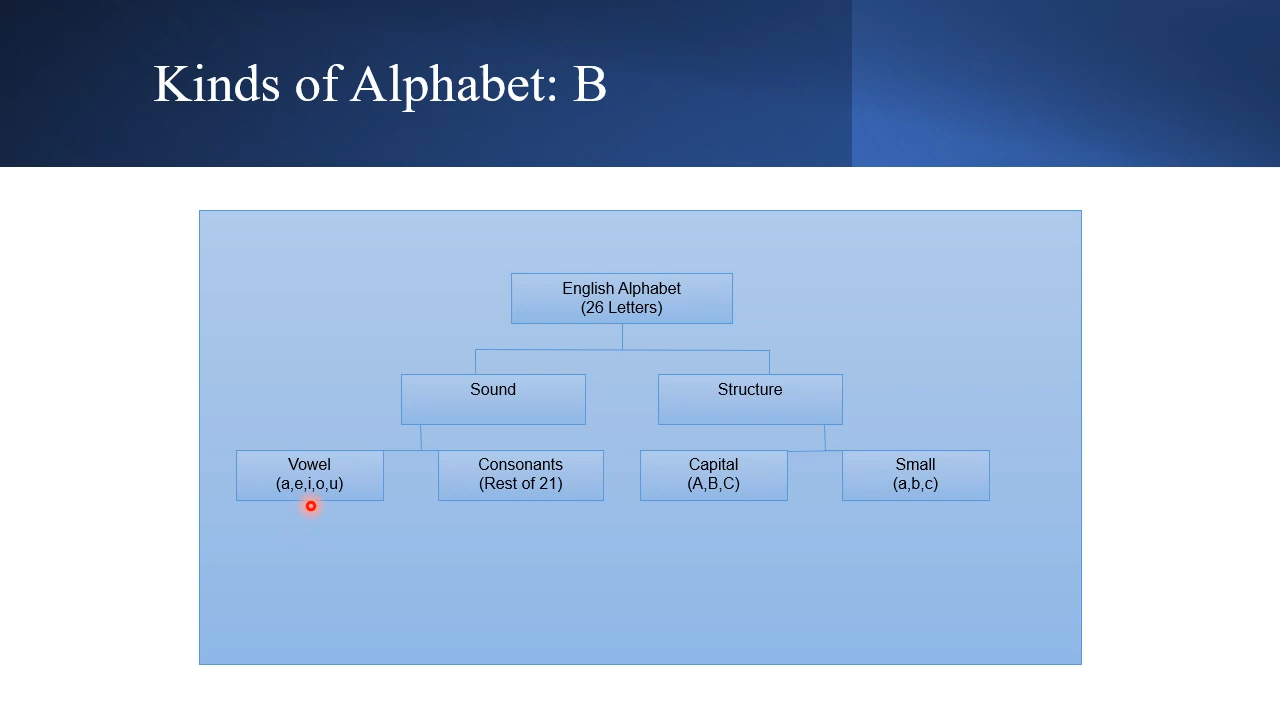 Kinds of Alphabet: B
English Alphabet
(26 Letters)
Sound
Structure
Vowel
(a,e,i,o,u)
Consonants
(Rest of 21)
Capital
(A,B,C)
Small
(a,b,c)